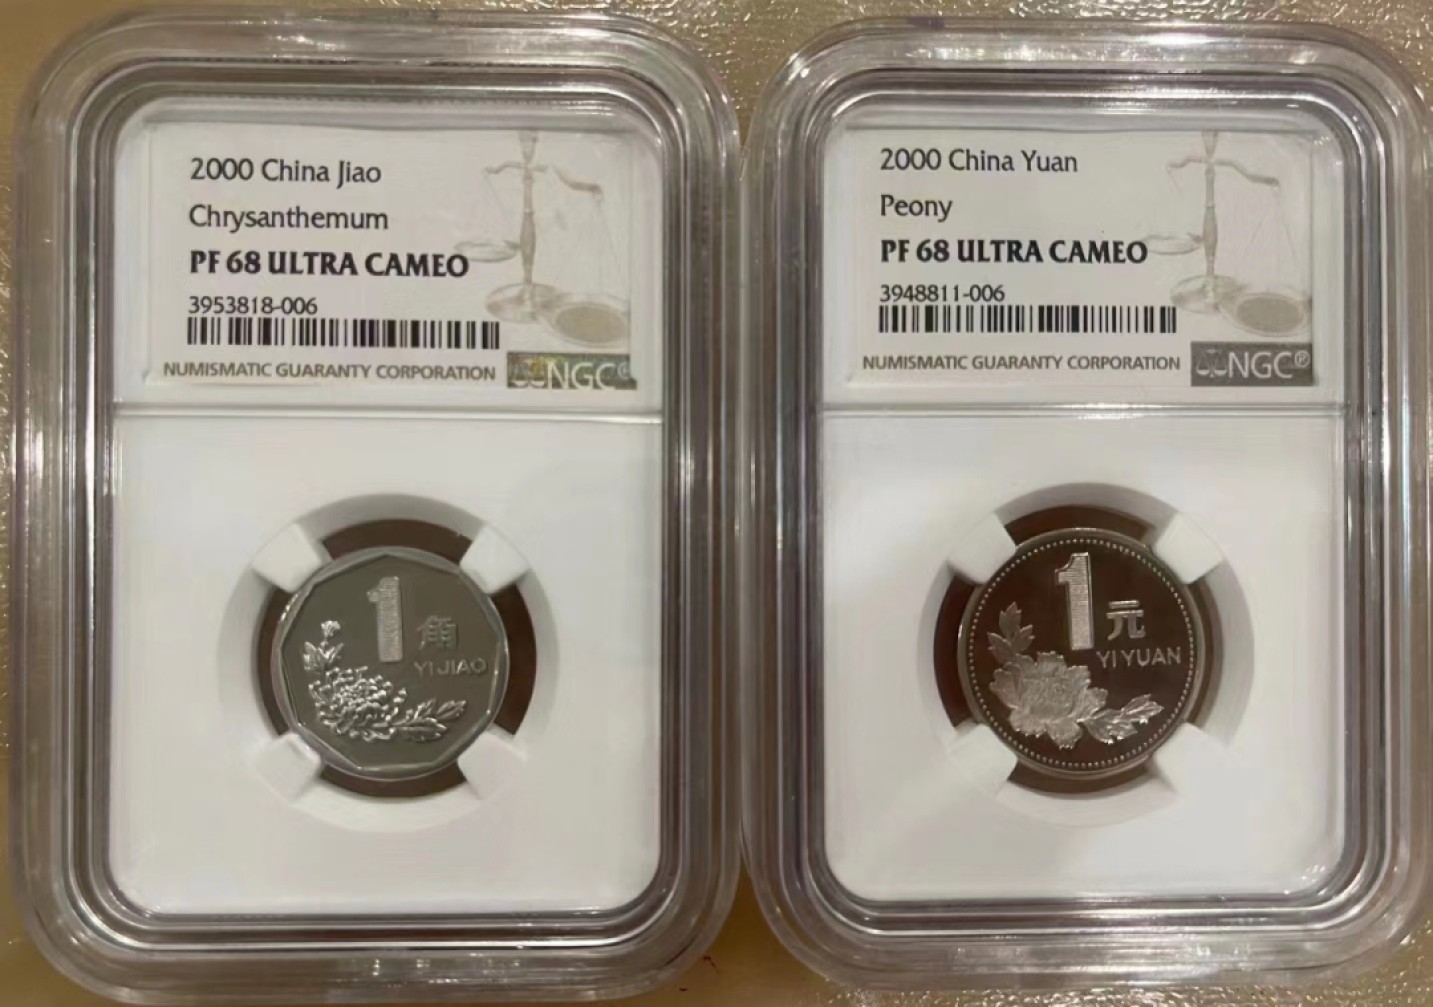 2000 China Jiao
Chrysanthemum
PF 68 ULTRA CAMEO
3953818-006
NUMISMATIC GUARANTY CORPORATION NGC
1
角
YI JIAO
2000 China Yuan
Peony
PF 68 ULTRA CAMEO
3948811-006
NUMISMATIC GUARANTY CORPORATION NGC®
1
元
YI YUAN